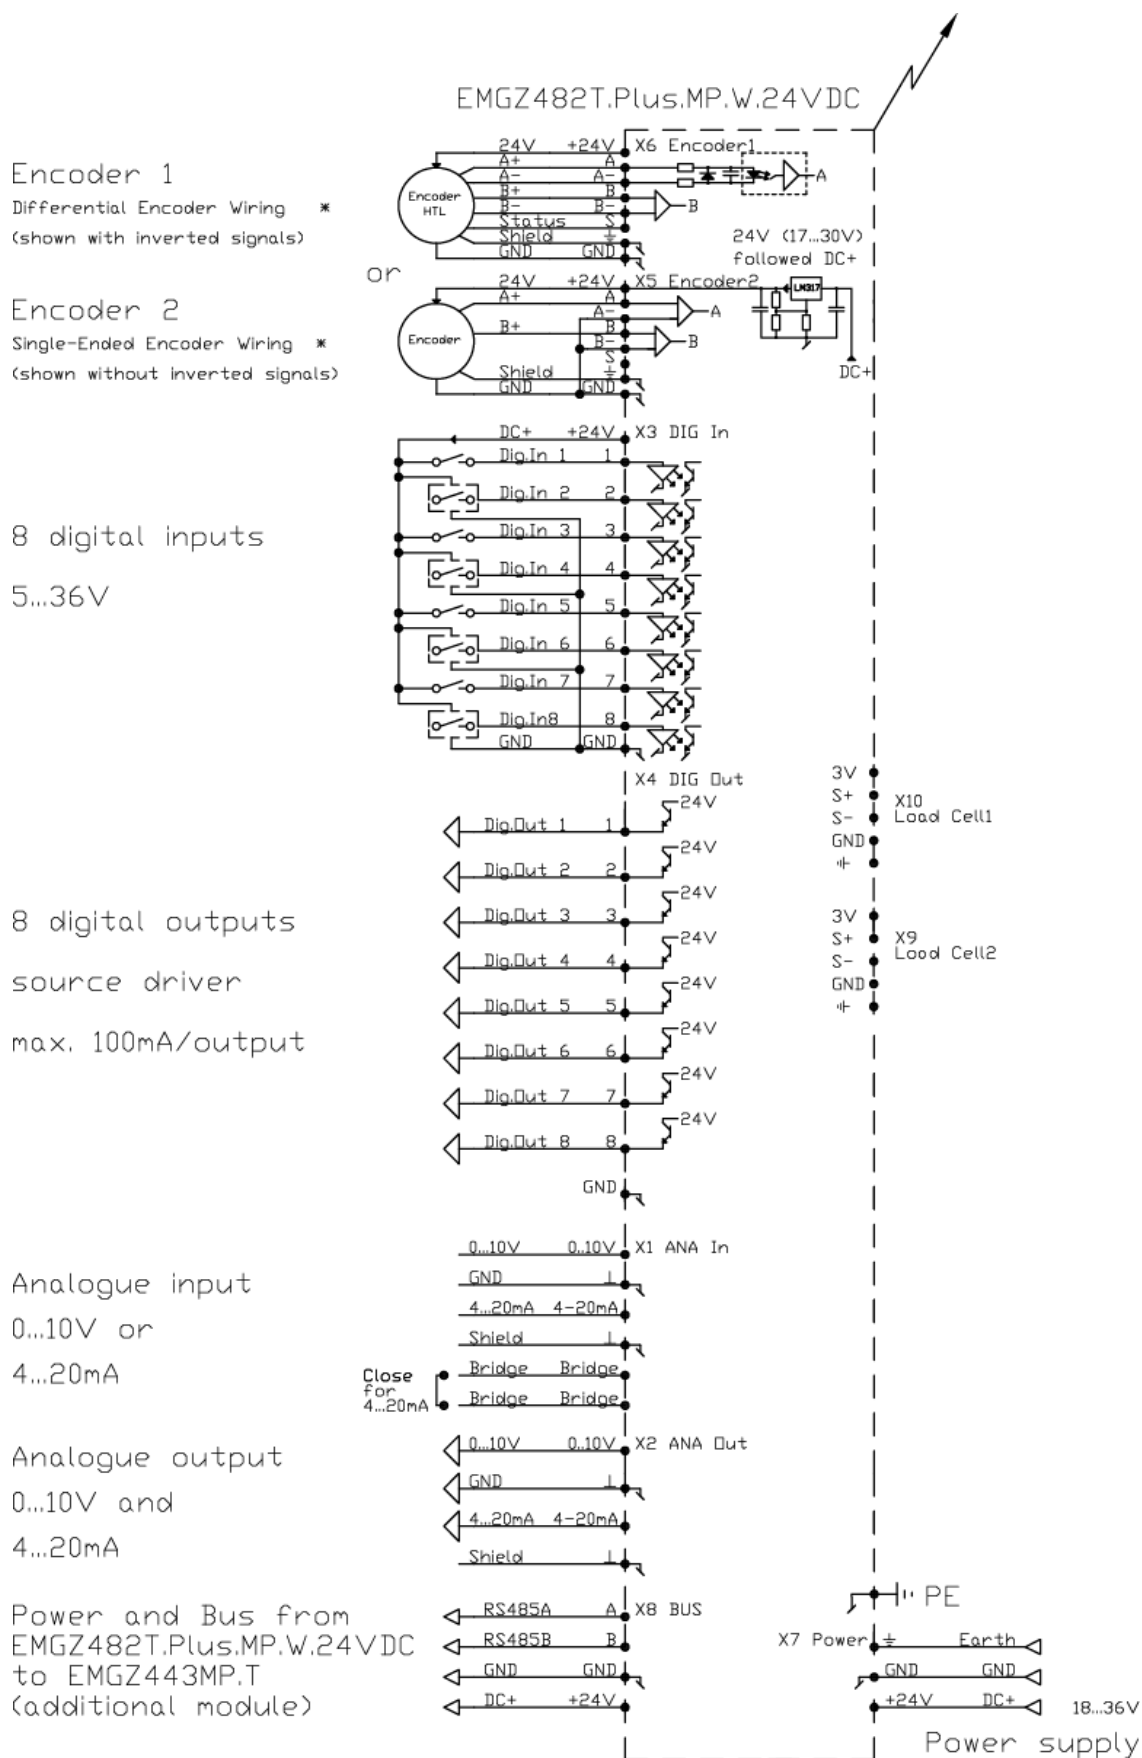 EMGZ482T.Plus.MP.W.24VDC
Encoder 1
Differential Encoder Wiring *
(shown with inverted signals)
Encoder HTL
24V +24V X6 Encoder1
A+ A
A- A-
A
B+ B
B- B-
B
Status S
Shield
GND GND
24V (17...30V)
followed DC+
or
Encoder 2
Single-Ended Encoder Wiring *
(shown without inverted signals)
Encoder
24V +24V X5 Encoder2
LM317
A+ A
A-
A
B+ B
B-
B
S
Shield
GND GND
DC+
8 digital inputs
5...36V
DC+ +24V X3 DIG In
Dig.In 1 1
Dig.In 2 2
Dig.In 3 3
Dig.In 4 4
Dig.In 5 5
Dig.In 6 6
Dig.In 7 7
Dig.In8 8
GND GND
3V
S+
S-
GND
X10
Load Cell1
3V
S+
S-
GND
X9
Load Cell2
8 digital outputs
source driver
max. 100mA/output
X4 DIG Out
24V
Dig.Out 1 1
24V
Dig.Out 2 2
24V
Dig.Out 3 3
24V
Dig.Out 4 4
24V
Dig.Out 5 5
24V
Dig.Out 6 6
24V
Dig.Out 7 7
24V
Dig.Out 8 8
GND
Analogue input
0...10V or
4...20mA
0...10V 0..10V X1 ANA In
GND
4...20mA 4-20mA
Shield
Bridge Bridge
Bridge Bridge
Close
for
4...20mA
Analogue output
0...10V and
4...20mA
0...10V 0..10V X2 ANA Out
GND
4...20mA 4-20mA
Shield
Power and Bus from
EMGZ482T.Plus.MP.W.24VDC
to EMGZ443MP.T
(additional module)
RS485A A X8 BUS
RS485B B
GND GND
DC+ +24V
PE
X7 Power Earth
GND GND
+24V DC+ 18...36V
Power supply